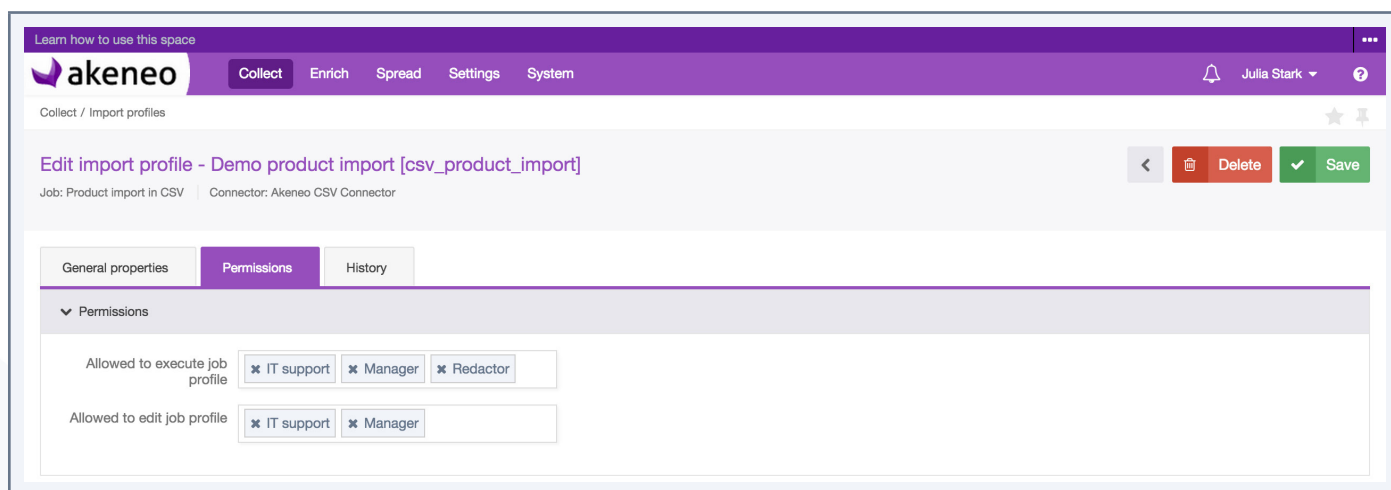 Learn how to use this space
akeneo Collect Enrich Spread Settings System Julia Stark
Collect / Import profiles
Edit import profile - Demo product import [csv_product_import] Delete Save
Job: Product import in CSV Connector: Akeneo CSV Connector
General properties Permissions History
Permissions
Allowed to execute job
profile
IT support Manager Redactor
Allowed to edit job profile IT support Manager